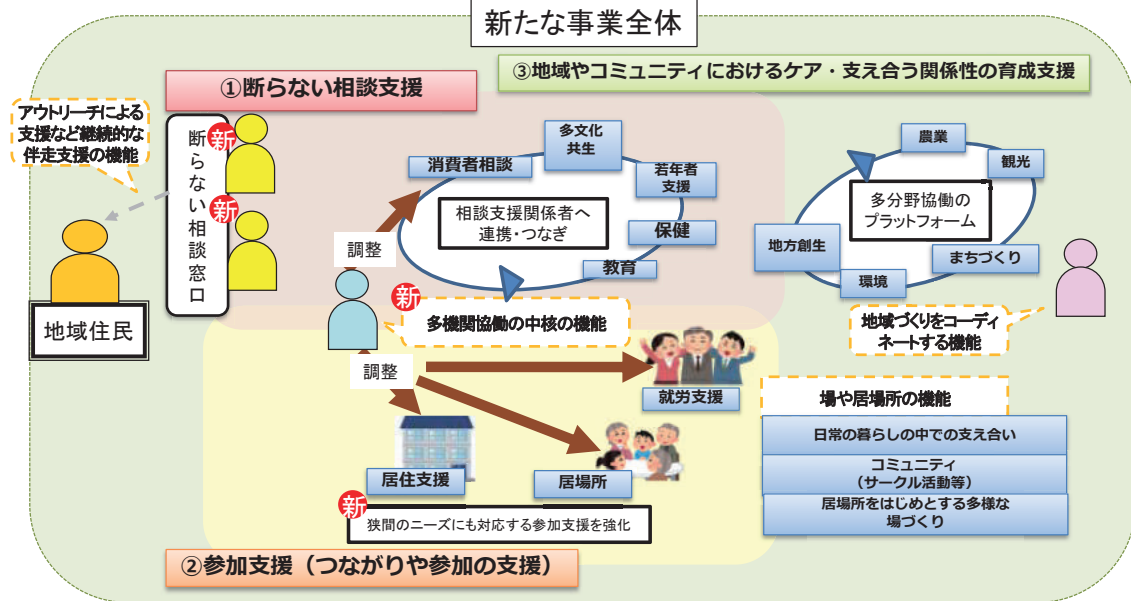 新たな事業全体
①断らない相談支援
③地域やコミュニティにおけるケア・支え合う関係性の育成支援
アウトリーチによる
支援など継続的な
伴走支援の機能
新
新
断らない相談窓口
地域住民
多文化
共生
消費者相談
若年者
支援
相談支援関係者へ
連携・つなぎ
保健
教育
調整
新
多機関協働の中核の機能
農業
観光
多分野協働の
プラットフォーム
地方創生
まちづくり
環境
地域づくりをコーディ
ネートする機能
調整
就労支援
居住支援
居場所
新
狭間のニーズにも対応する参加支援を強化
②参加支援（つながりや参加の支援）
場や居場所の機能
日常の暮らしの中での支え合い
コミュニティ
（サークル活動等）
居場所をはじめとする多様な
場づくり